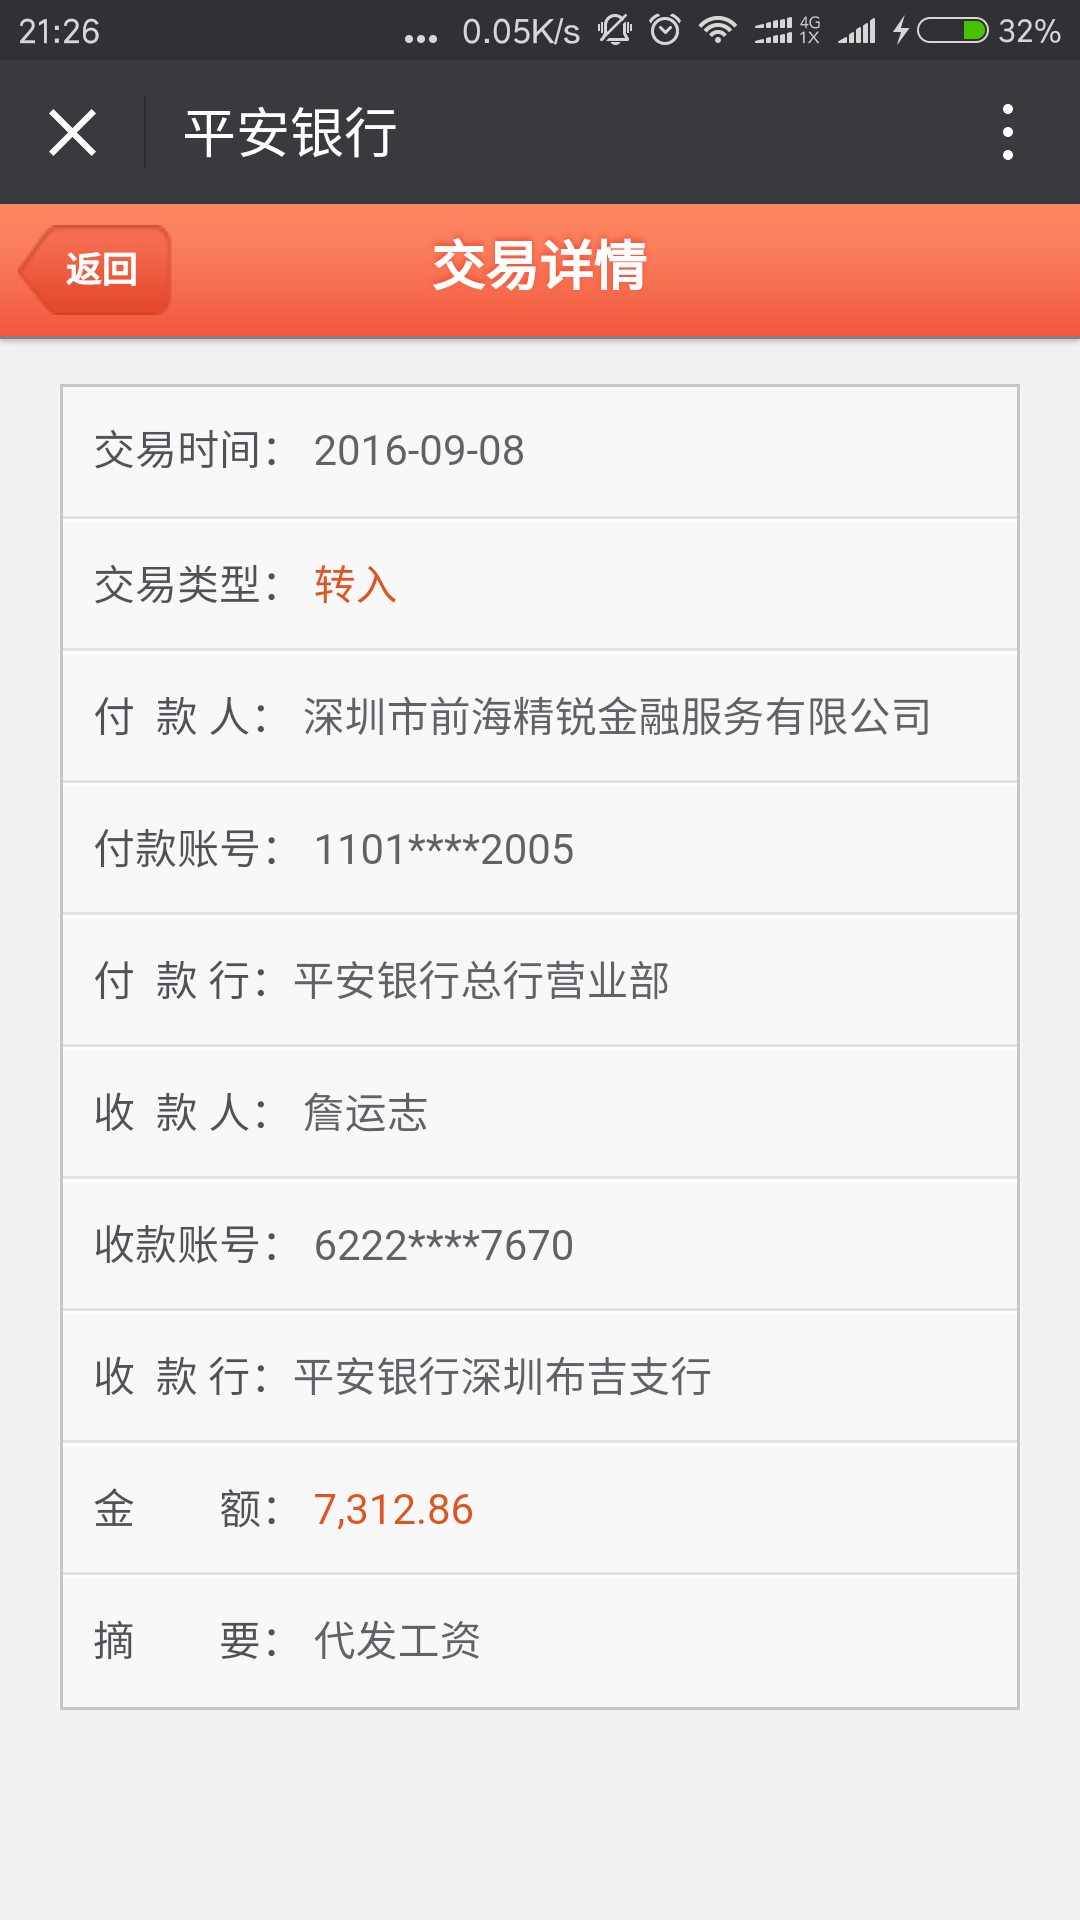 21:26 ... 0.05K/s 4G 1X 32%
平安银行
返回 交易详情
交易时间： 2016-09-08
交易类型： 转入
付 款 人： 深圳市前海精锐金融服务有限公司
付款账号： 1101****2005
付 款 行：平安银行总行营业部
收 款 人： 詹运志
收款账号： 6222****7670
收 款 行：平安银行深圳布吉支行
金 额： 7,312.86
摘 要： 代发工资